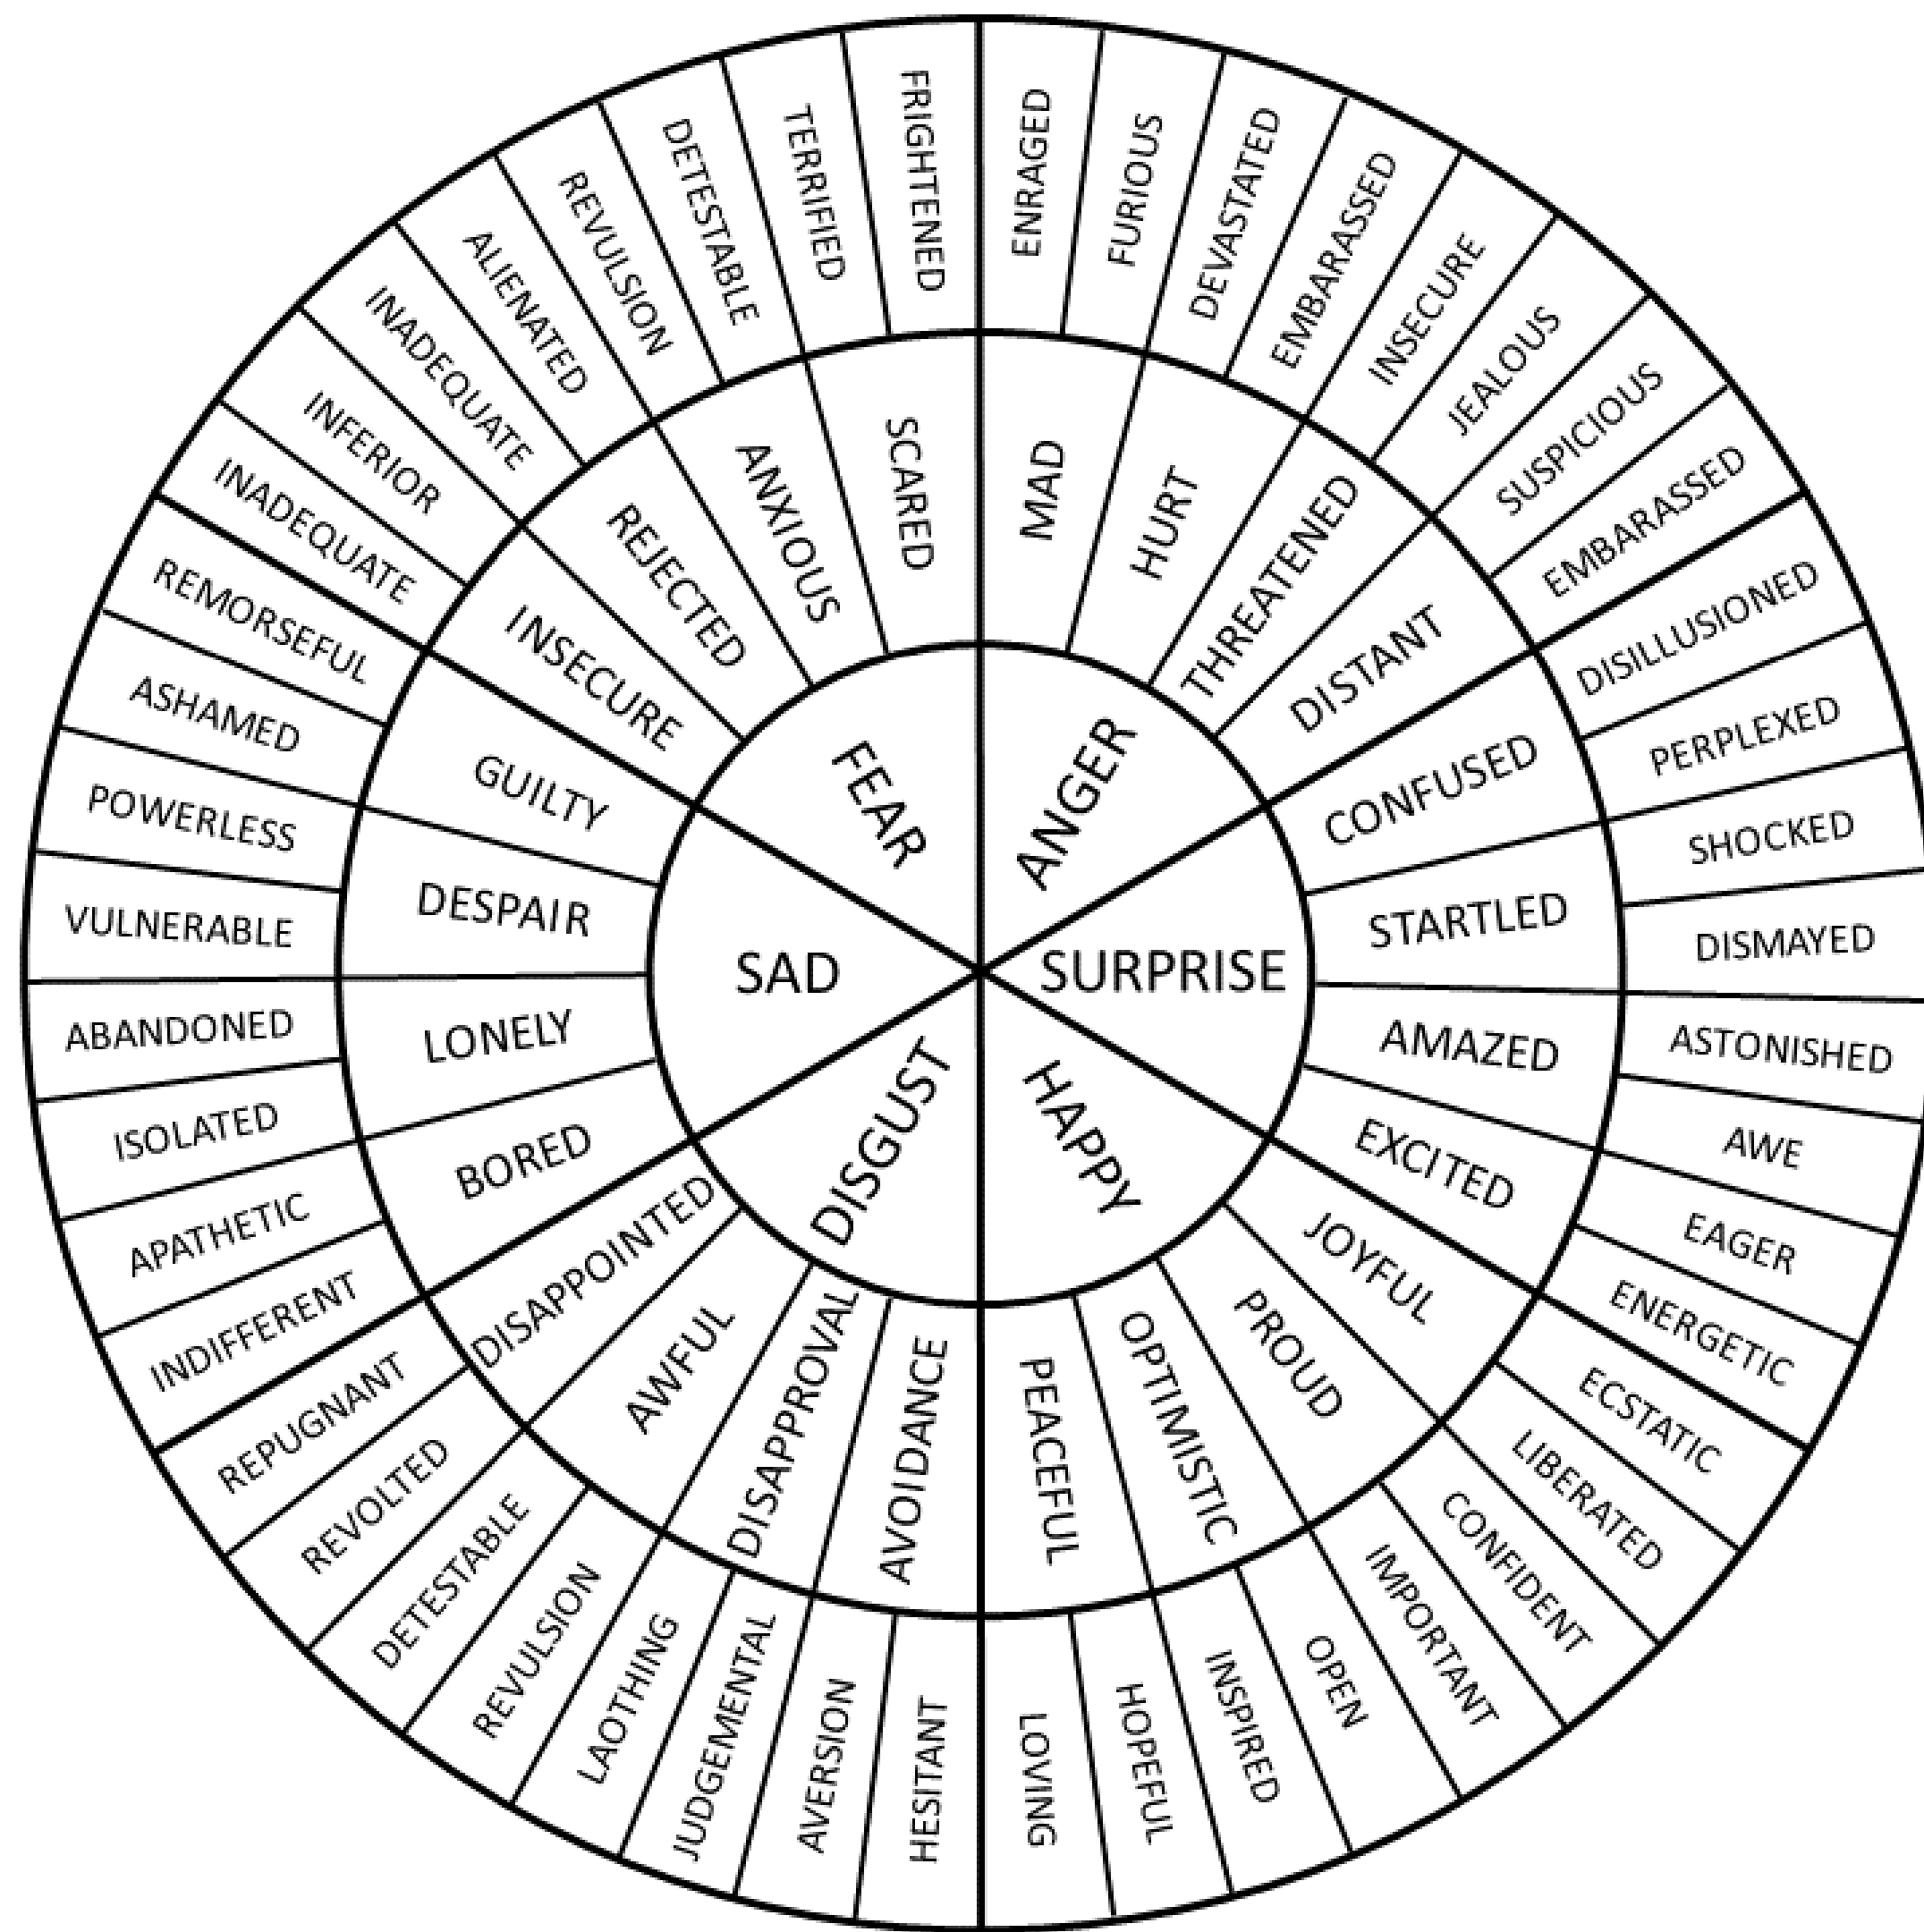 FEAR
ANGER
SURPRISE
HAPPY
DISGUST
SAD
MAD
HURT
THREATENED
DISTANT
CONFUSED
STARTLED
AMAZED
EXCITED
JOYFUL
PROUD
OPTIMISTIC
PEACEFUL
AVOIDANCE
DISAPPROVAL
AWFUL
DISAPPOINTED
BORED
LONELY
DESPAIR
GUILTY
INSECURE
REJECTED
ANXIOUS
SCARED
ENRAGED
FURIOUS
DEVASTATED
EMBARASSED
INSECURE
JEALOUS
SUSPICIOUS
EMBARASSED
DISILLUSIONED
PERPLEXED
SHOCKED
DISMAYED
ASTONISHED
AWE
EAGER
ENERGETIC
ECSTATIC
LIBERATED
CONFIDENT
IMPORTANT
OPEN
INSPIRED
HOPEFUL
LOVING
HESITANT
AVERSION
JUDGEMENTAL
LAOTHING
REVULSION
DETESTABLE
REVOLTED
REPUGNANT
INDIFFERENT
APATHETIC
ISOLATED
ABANDONED
VULNERABLE
POWERLESS
ASHAMED
REMORSEFUL
INADEQUATE
INFERIOR
INADEQUATE
ALIENATED
REVULSION
DETESTABLE
TERRIFIED
FRIGHTENED